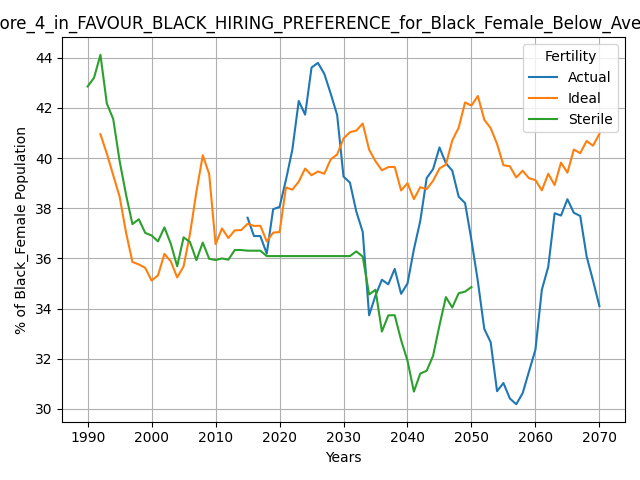 ore_4_in_FAVOUR_BLACK_HIRING_PREFERENCE_for_Black_Female_Below_Ave
Fertility
Actual
Ideal
Sterile
% of Black_Female Population
44
42
40
38
36
34
32
30
1990 2000 2010 2020 2030 2040 2050 2060 2070
Years